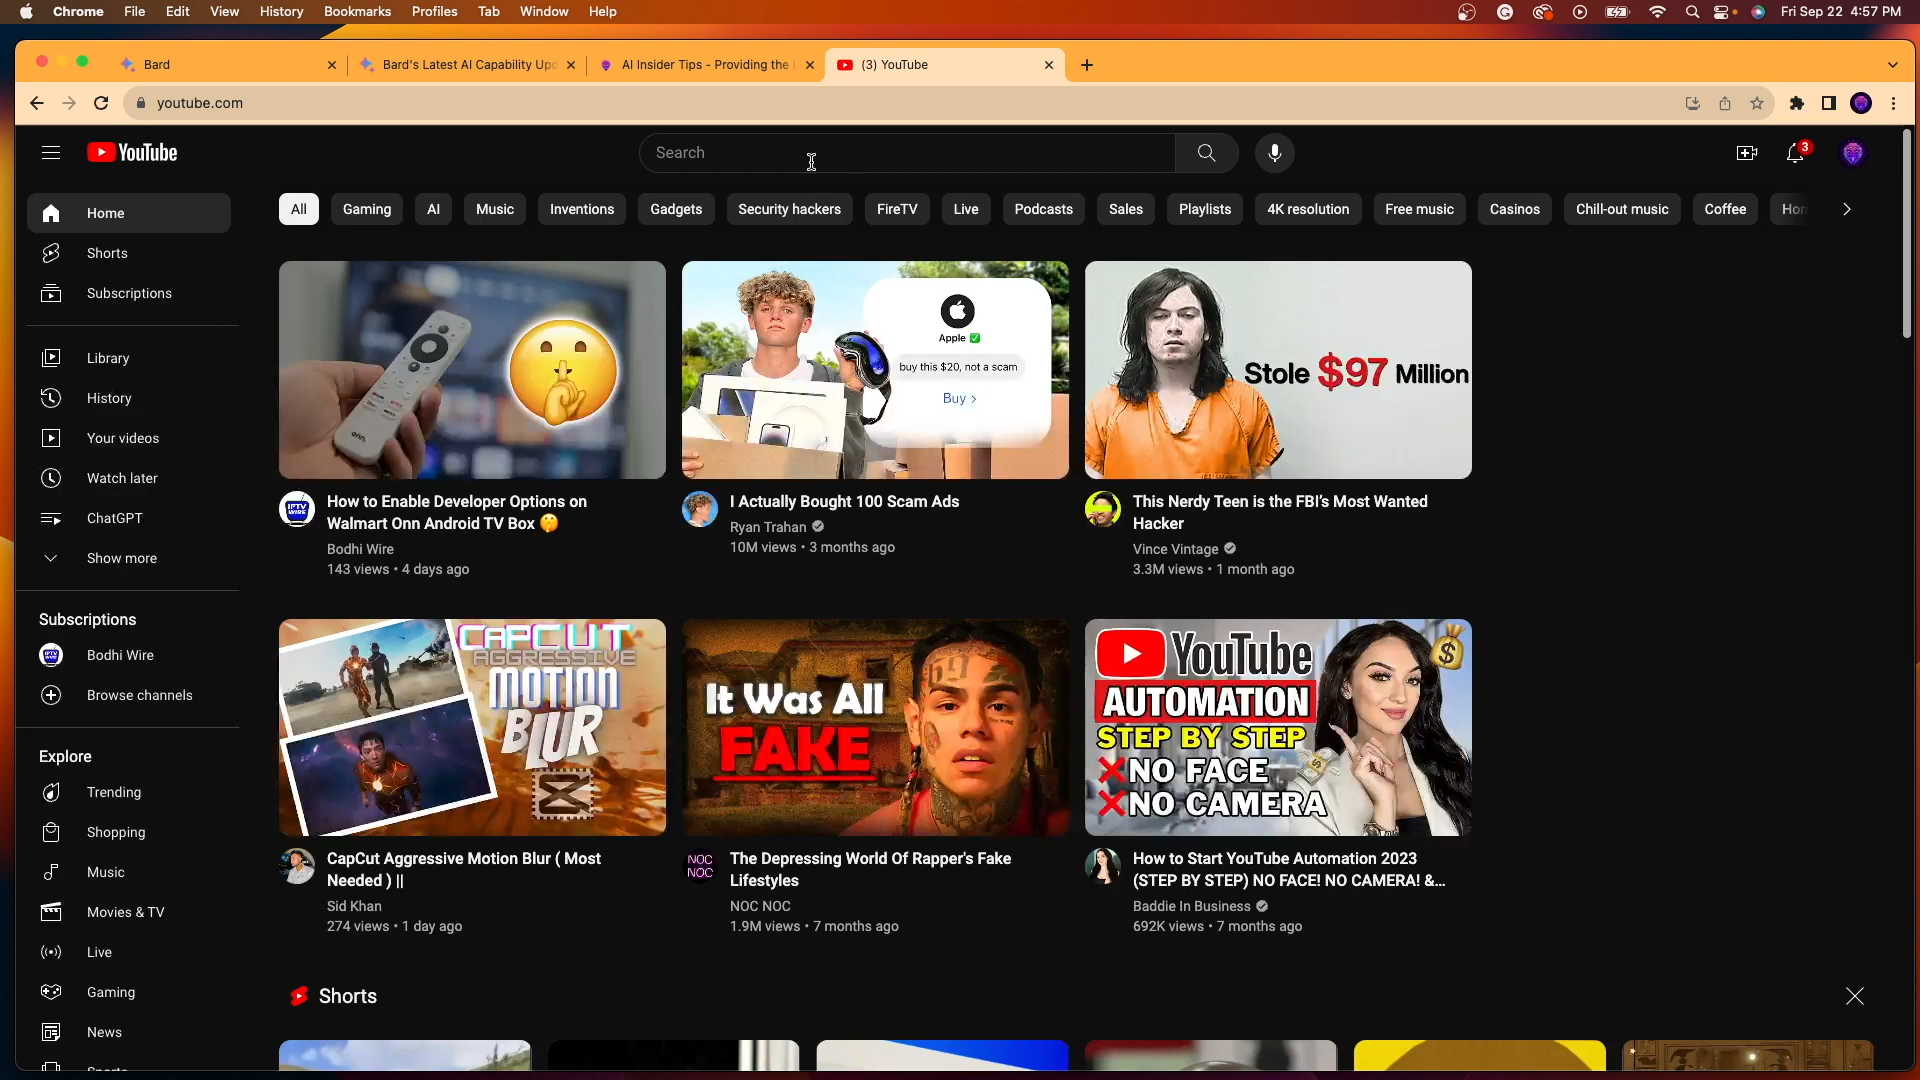 Chrome File Edit View History Bookmarks Profiles Tab Window Help Fri Sep 22 4:57 PM
Bard
Bard's Latest AI Capability Upd
AI Insider Tips - Providing the
(3) YouTube
youtube.com
YouTube
Search
3
Home
Shorts
Subscriptions
Library
History
Your videos
Watch later
ChatGPT
Show more
Subscriptions
Bodhi Wire
Browse channels
Explore
Trending
Shopping
Music
Movies & TV
Live
Gaming
News
All Gaming AI Music Inventions Gadgets Security hackers FireTV Live Podcasts Sales Playlists 4K resolution Free music Casinos Chill-out music Coffee Hon
onn.
IPTV
WIRE
How to Enable Developer Options on
Walmart Onn Android TV Box 🤫
Bodhi Wire
143 views • 4 days ago
Apple ✅
buy this $20, not a scam
Buy >
I Actually Bought 100 Scam Ads
Ryan Trahan
10M views • 3 months ago
Stole $97 Million
This Nerdy Teen is the FBI's Most Wanted
Hacker
Vince Vintage
3.3M views • 1 month ago
CAPCUT
AGGRESSIVE
MOTION
BLUR
CapCut Aggressive Motion Blur ( Most
Needed ) ||
Sid Khan
274 views • 1 day ago
It Was All
FAKE
NOC
NOC
The Depressing World Of Rapper's Fake
Lifestyles
NOC NOC
1.9M views • 7 months ago
YouTube
AUTOMATION
STEP BY STEP
NO FACE
NO CAMERA
How to Start YouTube Automation 2023
(STEP BY STEP) NO FACE! NO CAMERA! &...
Baddie In Business
692K views • 7 months ago
Shorts